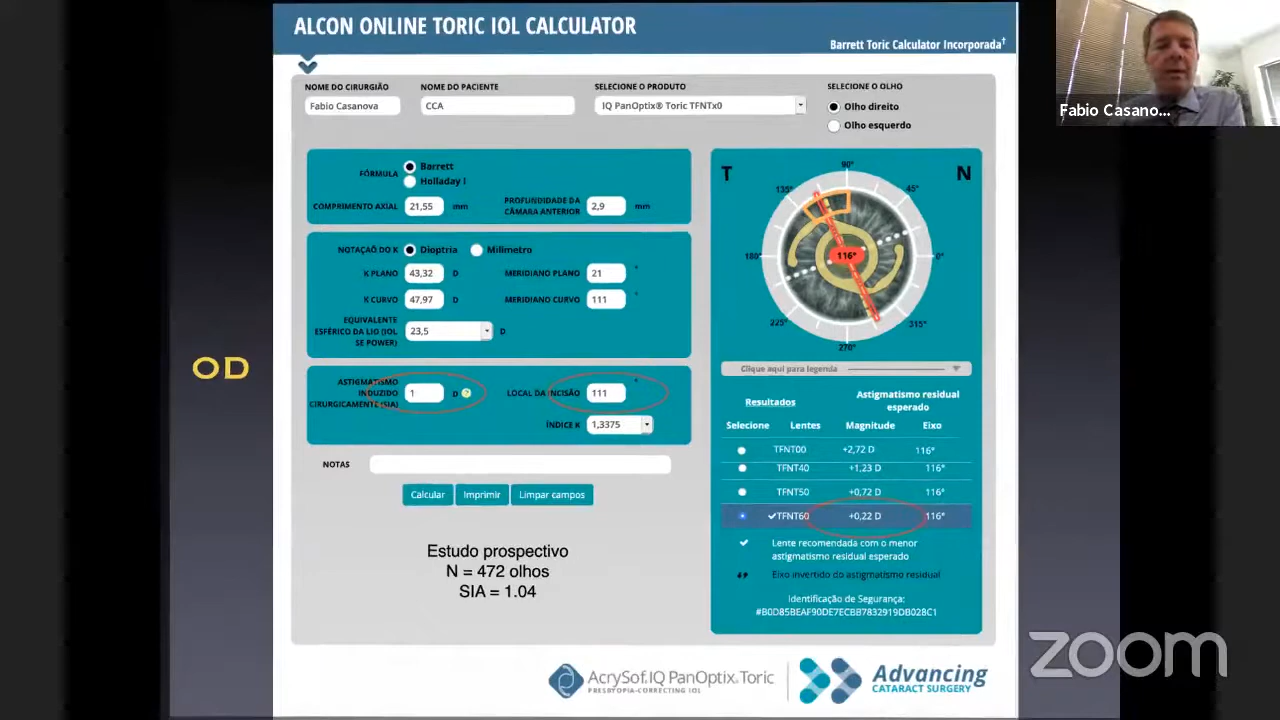 ALCON ONLINE TORIC IOL CALCULATOR
Barrett Toric Calculator Incorporada†
Fabio Casano...
NOME DO CIRURGIÃO
NOME DO PACIENTE
SELECIONE O PRODUTO
SELECIONE O OLHO
Fabio Casanova
CCA
IQ PanOptix® Toric TFNTx0
Olho direito
Olho esquerdo
FÓRMULA
Barrett
Holladay I
COMPRIMENTO AXIAL
21,55
mm
PROFUNDIDADE DA
CÂMARA ANTERIOR
2,9
mm
NOTAÇÃO DO K
Dioptria
Milímetro
K PLANO
43,32
D
MERIDIANO PLANO
21
°
K CURVO
47,97
D
MERIDIANO CURVO
111
°
EQUIVALENTE
ESFÉRICO DA LIO (IOL
SE POWER)
23,5
D
OD
ASTIGMATISMO
INDUZIDO
CIRURGICAMENTE (SIA)
1
D
?
LOCAL DA INCISÃO
111
°
ÍNDICE K
1,3375
NOTAS
Calcular
Imprimir
Limpar campos
Estudo prospectivo
N = 472 olhos
SIA = 1.04
T
N
90°
135°
45°
180°
116°
0°
225°
315°
270°
Clique aqui para legenda
Resultados
Astigmatismo residual
esperado
Selecione
Lentes
Magnitude
Eixo
TFNT00
+2,72 D
116°
TFNT40
+1,23 D
116°
TFNT50
+0,72 D
116°
TFNT60
+0,22 D
116°
Lente recomendada com o menor
astigmatismo residual esperado
Eixo invertido do astigmatismo residual
Identificação de Segurança:
#B0D85BEAF90DE7ECBB7832919DB028C1
AcrySof. IQ PanOptix. Toric
PRESBYOPIA-CORRECTING IOL
Advancing
CATARACT SURGERY
zoom